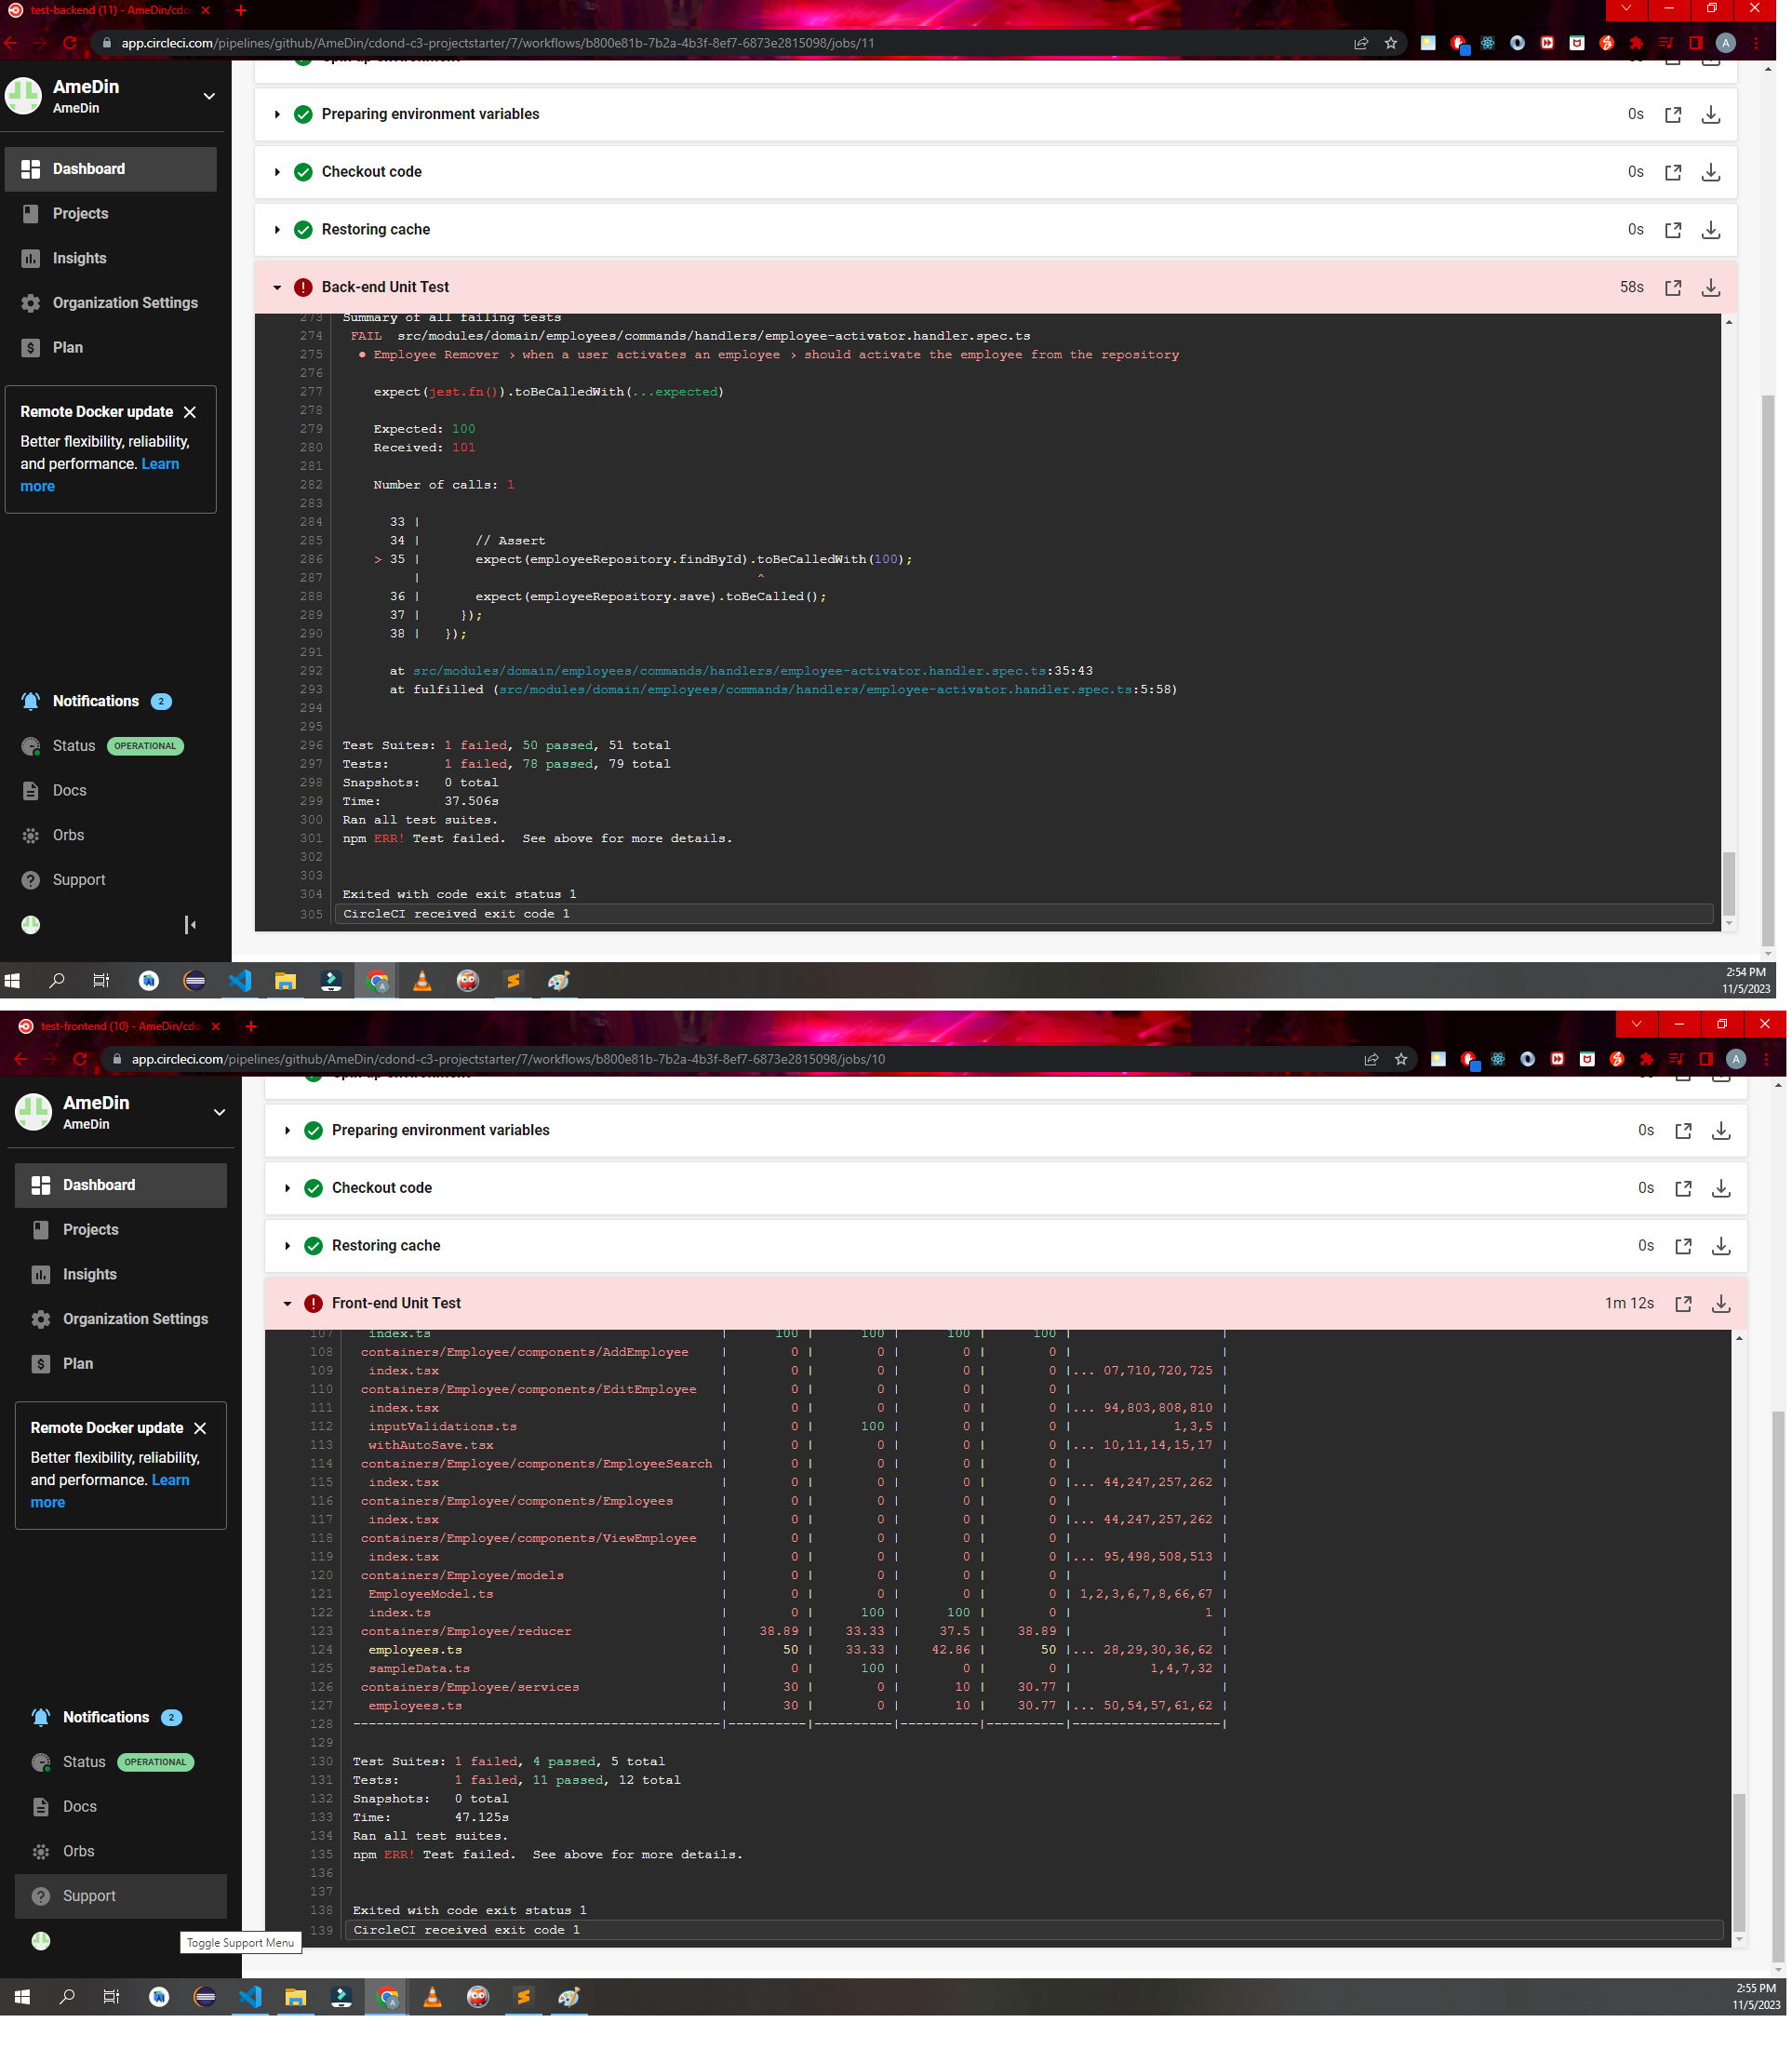 test-backend (11) - AmeDin/cdo
app.circleci.com/pipelines/github/AmeDin/cdond-c3-projectstarter/7/workflows/b800e81b-7b2a-4b3f-8ef7-6873e2815098/jobs/11
A
AmeDin
AmeDin
Dashboard
Projects
Insights
Organization Settings
Plan
Remote Docker update
Better flexibility, reliability,
and performance. Learn
more
Notifications 2
Status OPERATIONAL
Docs
Orbs
Support
Preparing environment variables 0s
Checkout code 0s
Restoring cache 0s
Back-end Unit Test 58s
273 Summary of all failing tests
274 FAIL src/modules/domain/employees/commands/handlers/employee-activator.handler.spec.ts
275 ● Employee Remover › when a user activates an employee › should activate the employee from the repository
276
277 expect(jest.fn()).toBeCalledWith(...expected)
278
279 Expected: 100
280 Received: 101
281
282 Number of calls: 1
283
284 33 |
285 34 | // Assert
286 > 35 | expect(employeeRepository.findById).toBeCalledWith(100);
287 | ^
288 36 | expect(employeeRepository.save).toBeCalled();
289 37 | });
290 38 | });
291
292 at src/modules/domain/employees/commands/handlers/employee-activator.handler.spec.ts:35:43
293 at fulfilled (src/modules/domain/employees/commands/handlers/employee-activator.handler.spec.ts:5:58)
294
295
296 Test Suites: 1 failed, 50 passed, 51 total
297 Tests: 1 failed, 78 passed, 79 total
298 Snapshots: 0 total
299 Time: 37.506s
300 Ran all test suites.
301 npm ERR! Test failed. See above for more details.
302
303
304 Exited with code exit status 1
305 CircleCI received exit code 1
2:54 PM
11/5/2023
test-frontend (10) - AmeDin/cdo
app.circleci.com/pipelines/github/AmeDin/cdond-c3-projectstarter/7/workflows/b800e81b-7b2a-4b3f-8ef7-6873e2815098/jobs/10
A
AmeDin
AmeDin
Dashboard
Projects
Insights
Organization Settings
Plan
Remote Docker update
Better flexibility, reliability,
and performance. Learn
more
Notifications 2
Status OPERATIONAL
Docs
Orbs
Support
Toggle Support Menu
Preparing environment variables 0s
Checkout code 0s
Restoring cache 0s
Front-end Unit Test 1m 12s
107 index.ts | 100 | 100 | 100 | 100 | |
108 containers/Employee/components/AddEmployee | 0 | 0 | 0 | 0 | |
109 index.tsx | 0 | 0 | 0 | 0 |... 07,710,720,725 |
110 containers/Employee/components/EditEmployee | 0 | 0 | 0 | 0 | |
111 index.tsx | 0 | 0 | 0 | 0 |... 94,803,808,810 |
112 inputValidations.ts | 0 | 100 | 0 | 0 | 1,3,5 |
113 withAutoSave.tsx | 0 | 0 | 0 | 0 |... 10,11,14,15,17 |
114 containers/Employee/components/EmployeeSearch | 0 | 0 | 0 | 0 | |
115 index.tsx | 0 | 0 | 0 | 0 |... 44,247,257,262 |
116 containers/Employee/components/Employees | 0 | 0 | 0 | 0 | |
117 index.tsx | 0 | 0 | 0 | 0 |... 44,247,257,262 |
118 containers/Employee/components/ViewEmployee | 0 | 0 | 0 | 0 | |
119 index.tsx | 0 | 0 | 0 | 0 |... 95,498,508,513 |
120 containers/Employee/models | 0 | 0 | 0 | 0 | |
121 EmployeeModel.ts | 0 | 0 | 0 | 0 | 1,2,3,6,7,8,66,67 |
122 index.ts | 0 | 100 | 100 | 0 | 1 |
123 containers/Employee/reducer | 38.89 | 33.33 | 37.5 | 38.89 | |
124 employees.ts | 50 | 33.33 | 42.86 | 50 |... 28,29,30,36,62 |
125 sampleData.ts | 0 | 100 | 0 | 0 | 1,4,7,32 |
126 containers/Employee/services | 30 | 0 | 10 | 30.77 | |
127 employees.ts | 30 | 0 | 10 | 30.77 |... 50,54,57,61,62 |
128 -----------------------------------------------|----------|----------|----------|----------|-------------------|
129
130 Test Suites: 1 failed, 4 passed, 5 total
131 Tests: 1 failed, 11 passed, 12 total
132 Snapshots: 0 total
133 Time: 47.125s
134 Ran all test suites.
135 npm ERR! Test failed. See above for more details.
136
137
138 Exited with code exit status 1
139 CircleCI received exit code 1
2:55 PM
11/5/2023